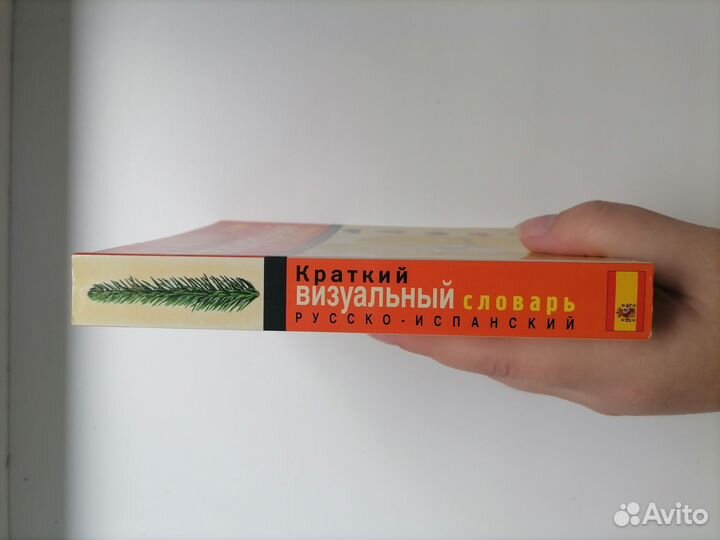 Краткий
визуальный словарь
РУССКО-ИСПАНСКИЙ
Avito